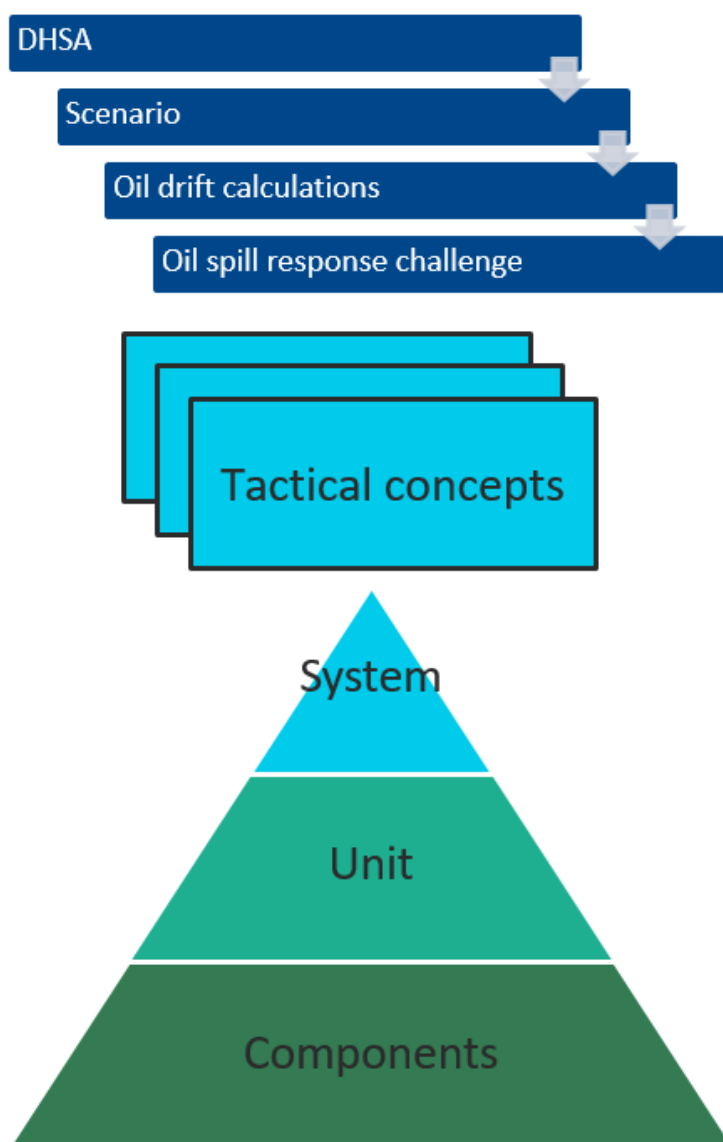 DHSA
Scenario
Oil drift calculations
Oil spill response challenge
Tactical concepts
System
Unit
Components